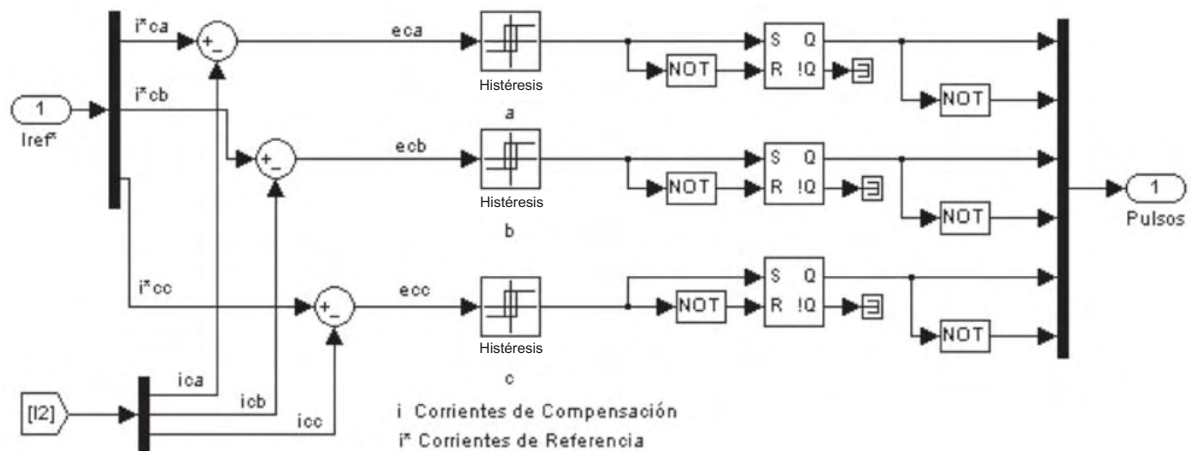 i*ca
+
-
eca
Histéresis
a
NOT
S Q
R !Q
NOT
1
Iref*
i*cb
+
-
ecb
Histéresis
b
NOT
S Q
R !Q
NOT
1
Pulsos
i*cc
+
-
ecc
Histéresis
c
NOT
S Q
R !Q
NOT
[I2]
ica
icb
icc
i Corrientes de Compensación
i* Corrientes de Referencia